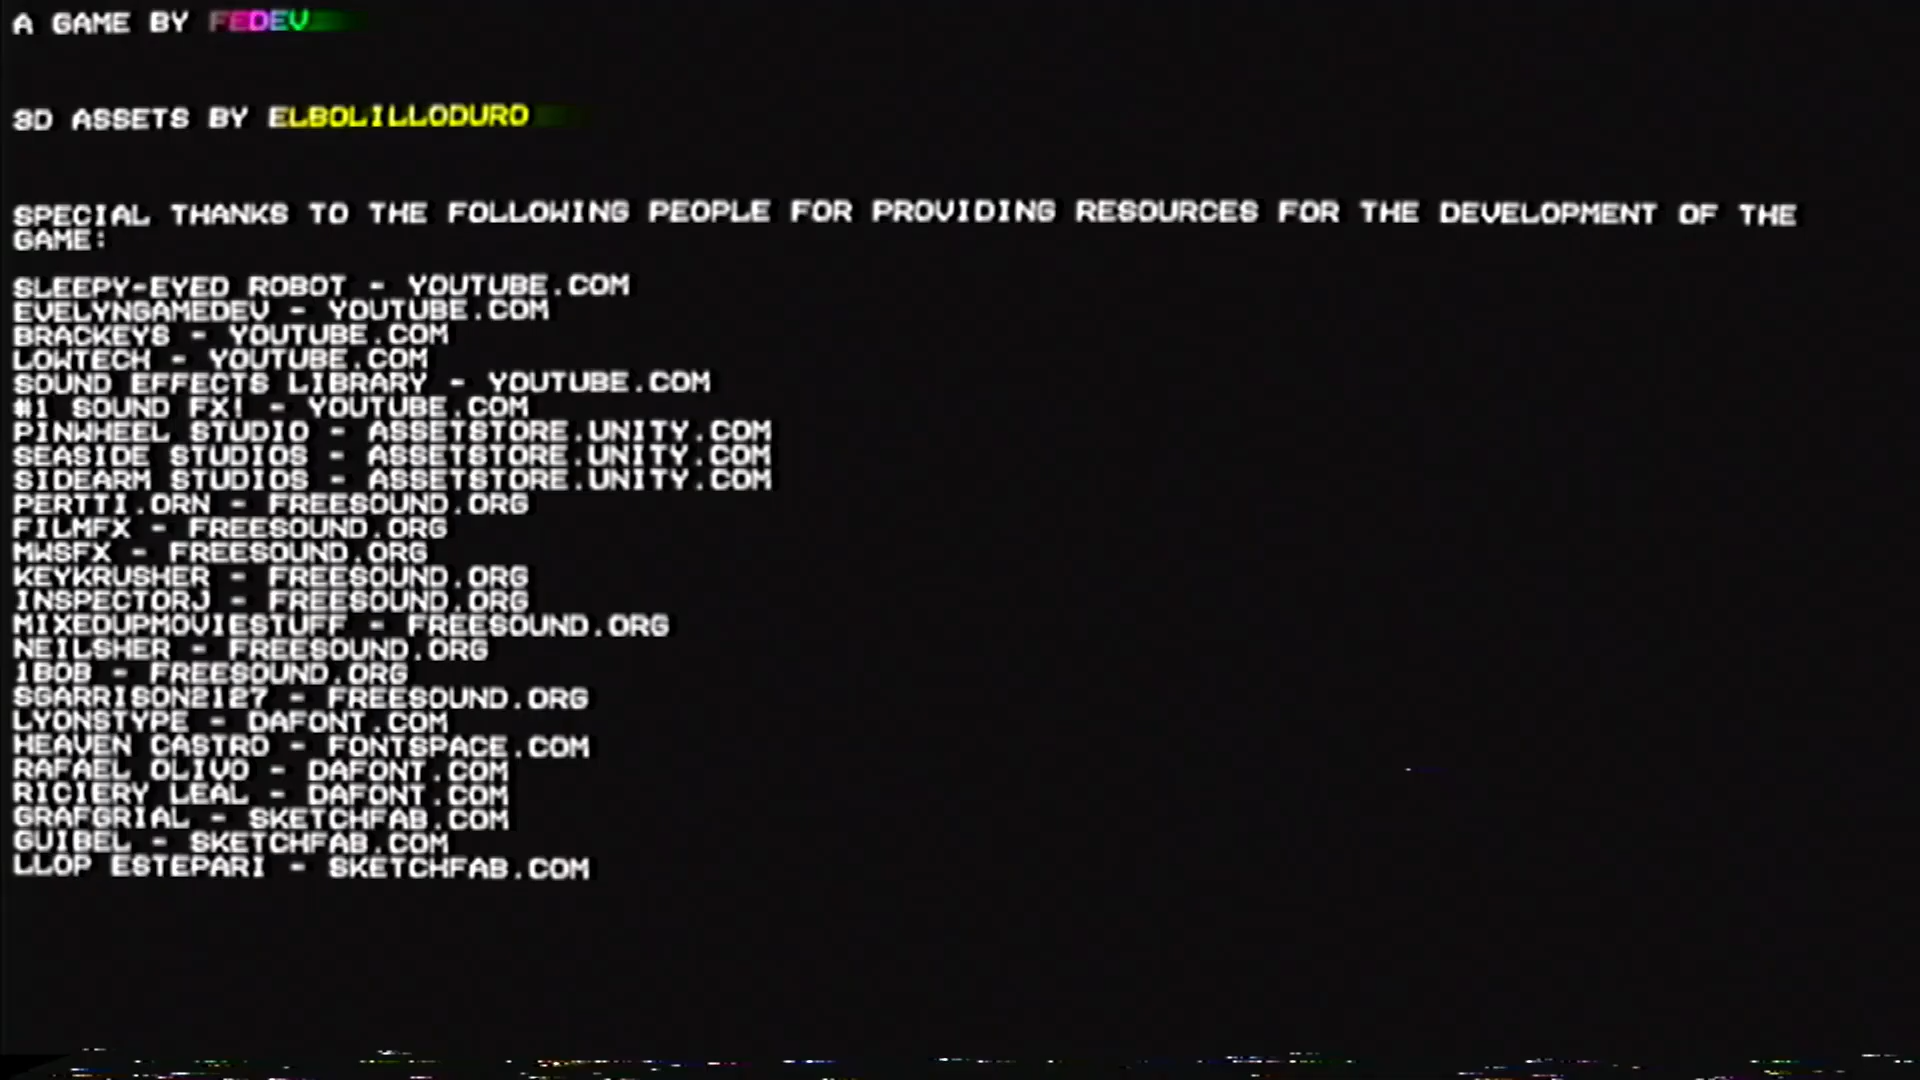 A GAME BY FEDEV
3D ASSETS BY ELBOLILLODURO
SPECIAL THANKS TO THE FOLLOWING PEOPLE FOR PROVIDING RESOURCES FOR THE DEVELOPMENT OF THE
GAME:
SLEEPY-EYED ROBOT - YOUTUBE.COM
EVELYNGAMEDEV - YOUTUBE.COM
BRACKEYS - YOUTUBE.COM
LOWTECH - YOUTUBE.COM
SOUND EFFECTS LIBRARY - YOUTUBE.COM
#1 SOUND FX! - YOUTUBE.COM
PINWHEEL STUDIO - ASSETSTORE.UNITY.COM
SEASIDE STUDIOS - ASSETSTORE.UNITY.COM
SIDEARM STUDIOS - ASSETSTORE.UNITY.COM
PERTTI.ORN - FREESOUND.ORG
FILMFX - FREESOUND.ORG
MWSFX - FREESOUND.ORG
KEYKRUSHER - FREESOUND.ORG
INSPECTORJ - FREESOUND.ORG
MIXEDUPMOVIESTUFF - FREESOUND.ORG
NEILSHER - FREESOUND.ORG
1BOB - FREESOUND.ORG
SGARRISON2127 - FREESOUND.ORG
LYONSTYPE - DAFONT.COM
HEAVEN CASTRO - FONTSPACE.COM
RAFAEL OLIVO - DAFONT.COM
RICIERY LEAL - DAFONT.COM
GRAFGRIAL - SKETCHFAB.COM
GUIBEL - SKETCHFAB.COM
LLOP ESTEPARI - SKETCHFAB.COM